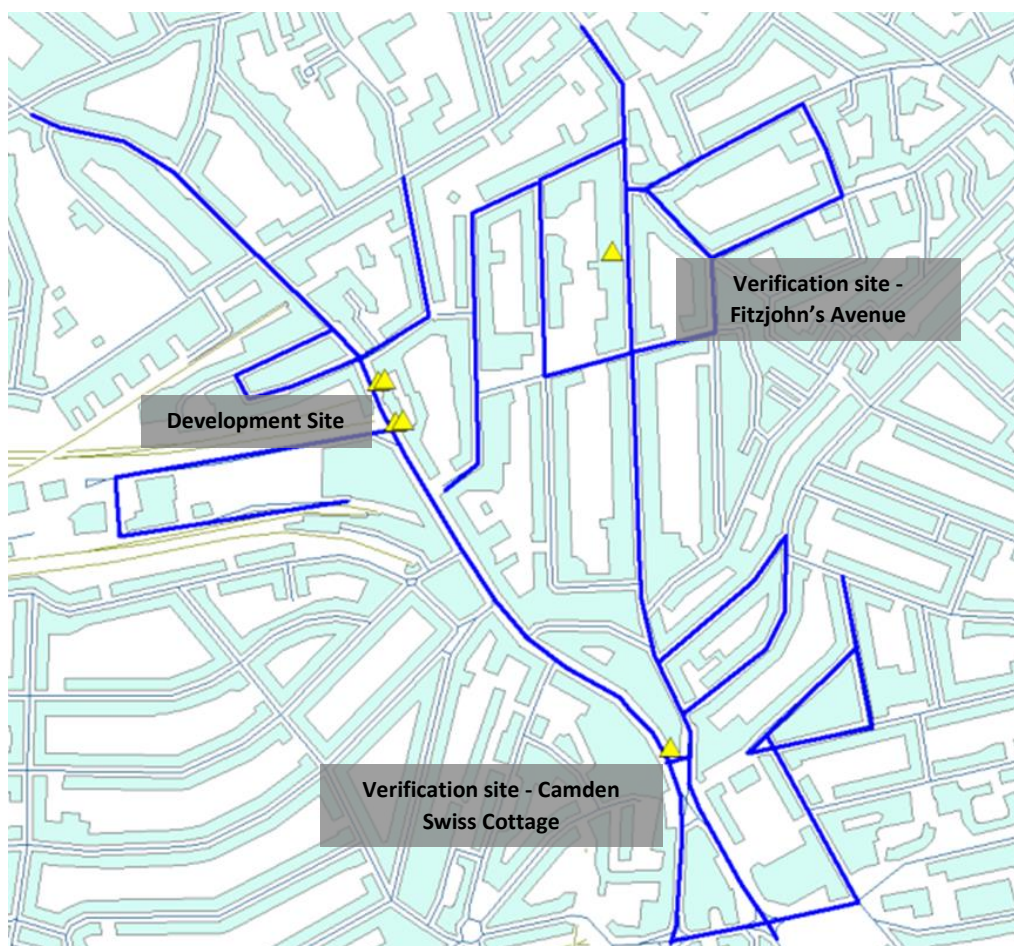 Verification site -
Fitzjohn’s Avenue
Development Site
Verification site - Camden
Swiss Cottage